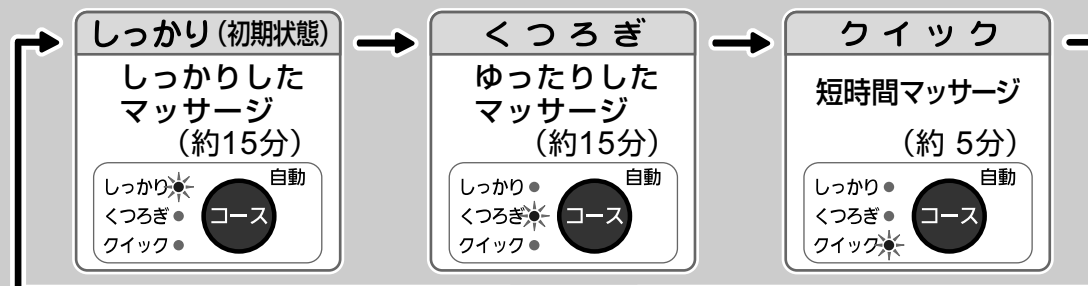 しっかり(初期状態)
しっかりした
マッサージ
(約15分)
自動
しっかり
くつろぎ
クイック
コース
くつろぎ
ゆったりした
マッサージ
(約15分)
自動
しっかり
くつろぎ
クイック
コース
クイック
短時間マッサージ
(約 5分)
自動
しっかり
くつろぎ
クイック
コース